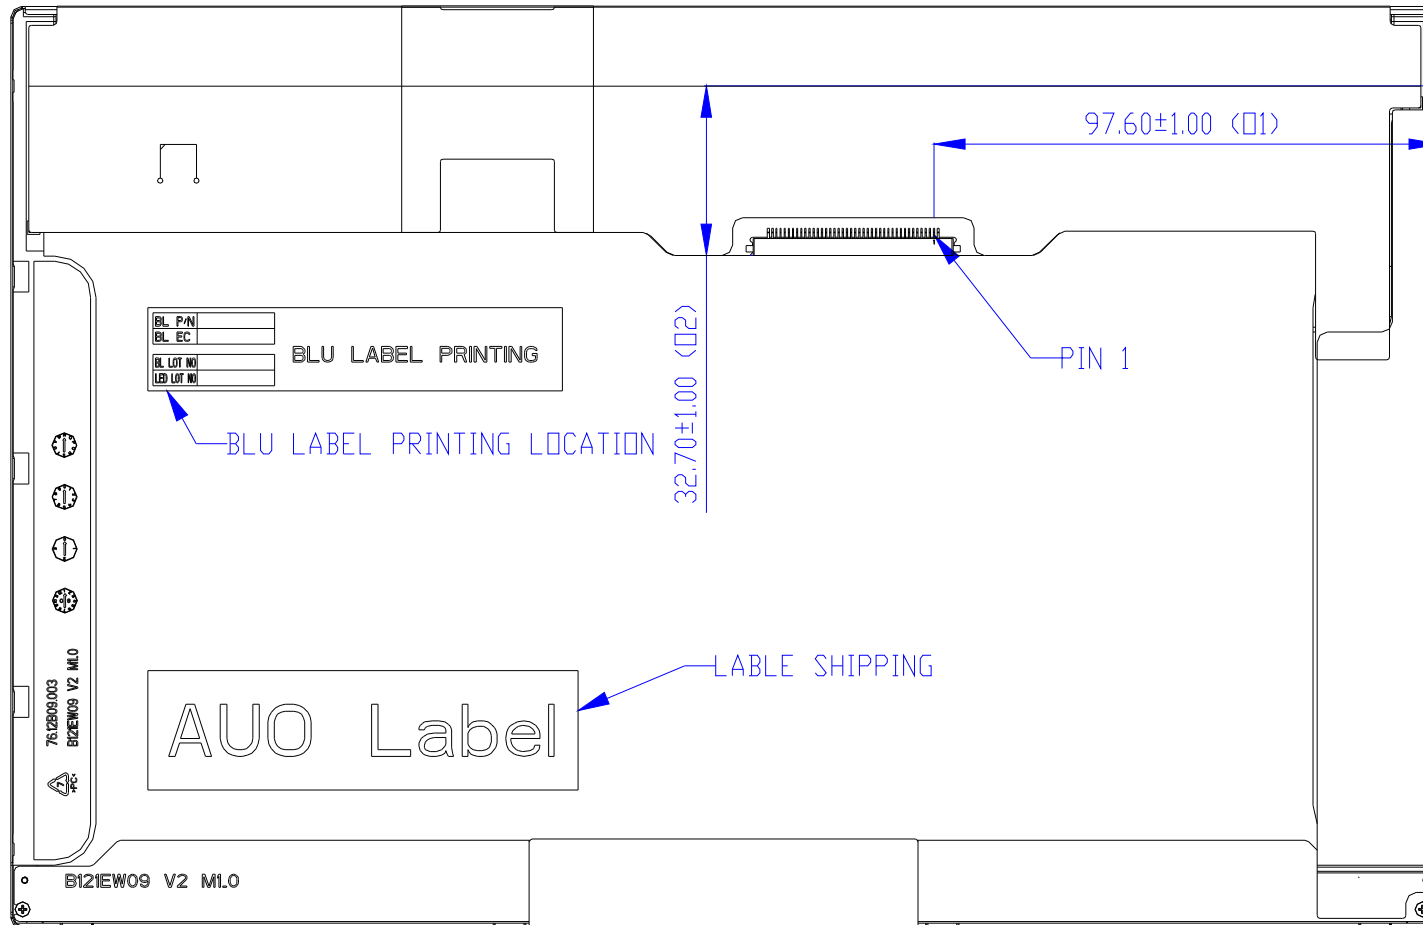 97.60±1.00 (□1)
BL P/N
BL EC
BL LOT NO
LED LOT NO
BLU LABEL PRINTING
32.70±1.00 (□2)
PIN 1
BLU LABEL PRINTING LOCATION
LABLE SHIPPING
76.12B09.003
B121EW09 V2 M1.0
7
>PC<
AUO Label
B121EW09 V2 M1.0